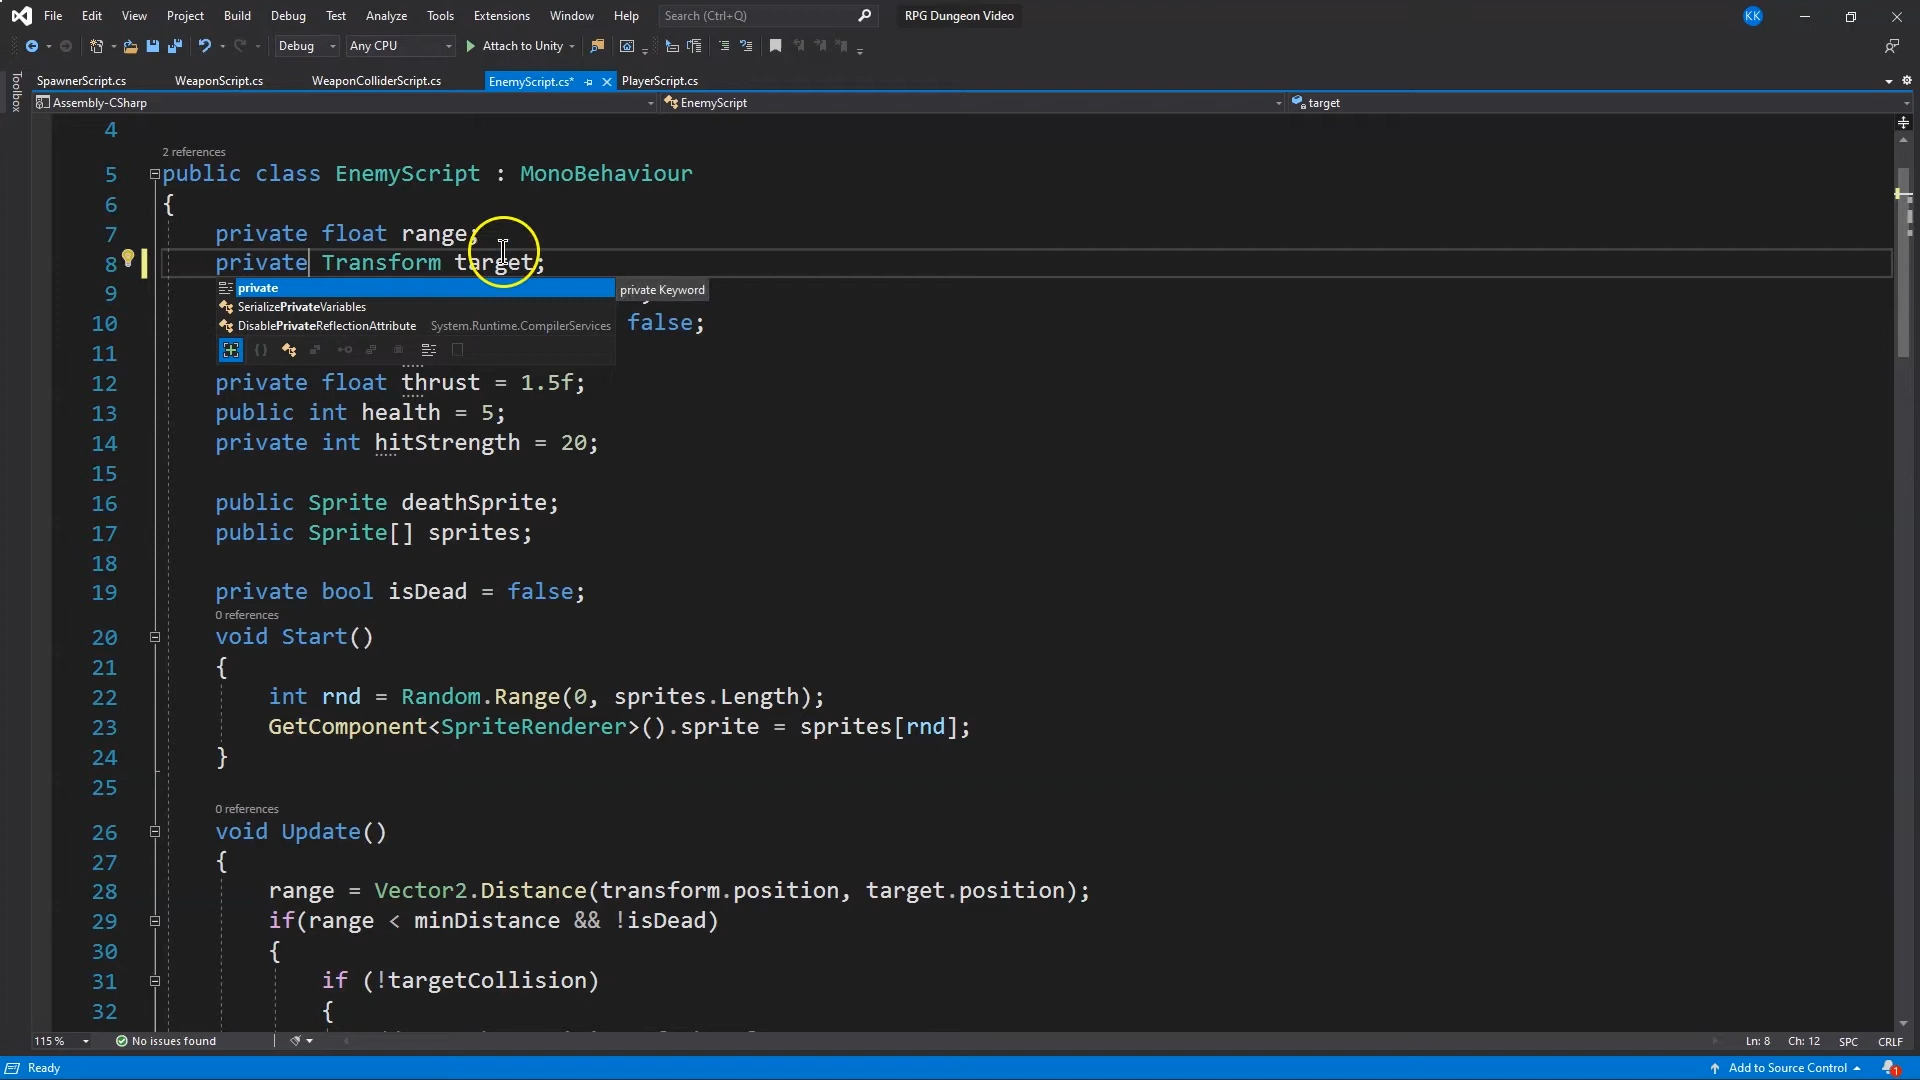 File Edit View Project Build Debug Test Analyze Tools Extensions Window Help Search (Ctrl+Q) RPG Dungeon Video KK
Debug Any CPU Attach to Unity
Toolbox
SpawnerScript.cs WeaponScript.cs WeaponColliderScript.cs EnemyScript.cs* PlayerScript.cs
Assembly-CSharp EnemyScript target
4
2 references
5 public class EnemyScript : MonoBehaviour
6 {
7 private float range;
8 private Transform target;
9
private private Keyword
SerializePrivateVariables
10 false;
DisablePrivateReflectionAttribute System.Runtime.CompilerServices
11
12 private float thrust = 1.5f;
13 public int health = 5;
14 private int hitStrength = 20;
15
16 public Sprite deathSprite;
17 public Sprite[] sprites;
18
19 private bool isDead = false;
0 references
20 void Start()
21 {
22 int rnd = Random.Range(0, sprites.Length);
23 GetComponent<SpriteRenderer>().sprite = sprites[rnd];
24 }
25
0 references
26 void Update()
27 {
28 range = Vector2.Distance(transform.position, target.position);
29 if(range < minDistance && !isDead)
30 {
31 if (!targetCollision)
32 {
115 % No issues found Ln: 8 Ch: 12 SPC CRLF
Ready Add to Source Control 1